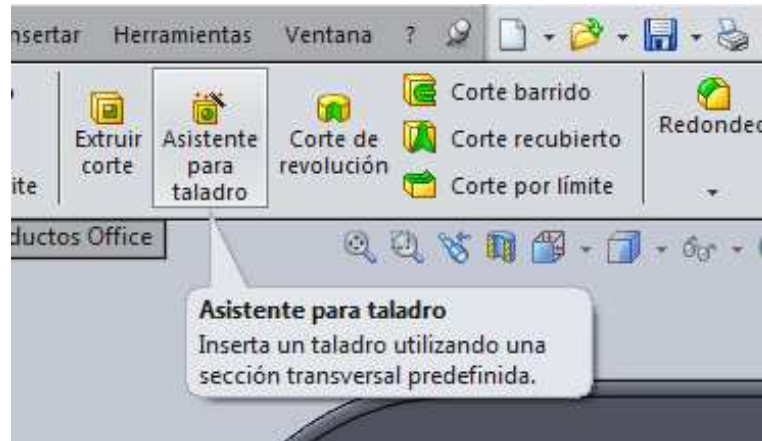 nsertar Herramientas Ventana ?
Extruir corte
Asistente para taladro
Corte de revolución
Corte barrido
Corte recubierto
Corte por límite
Redondec
ite
ductos Office
Asistente para taladro
Inserta un taladro utilizando una
sección transversal predefinida.